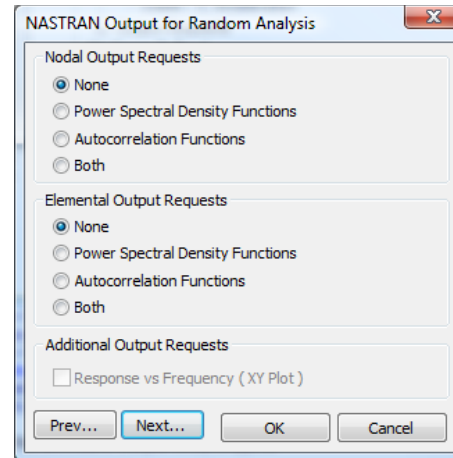 NASTRAN Output for Random Analysis
Nodal Output Requests
None
Power Spectral Density Functions
Autocorrelation Functions
Both
Elemental Output Requests
None
Power Spectral Density Functions
Autocorrelation Functions
Both
Additional Output Requests
Response vs Frequency ( XY Plot )
Prev... Next... OK Cancel